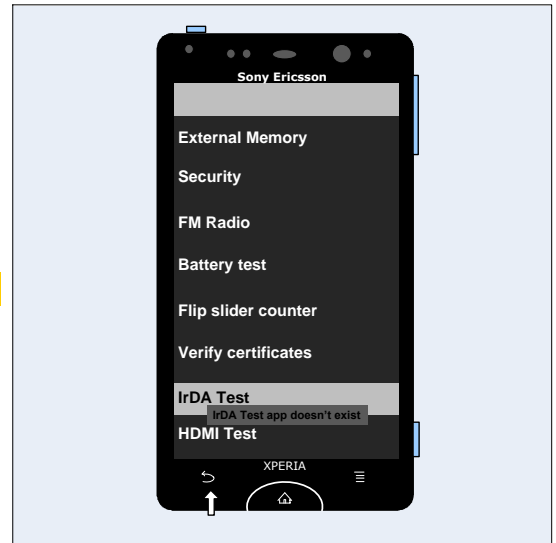 Sony Ericsson
External Memory
Security
FM Radio
Battery test
Flip slider counter
Verify certificates
IrDA Test
IrDA Test app doesn't exist
HDMI Test
XPERIA